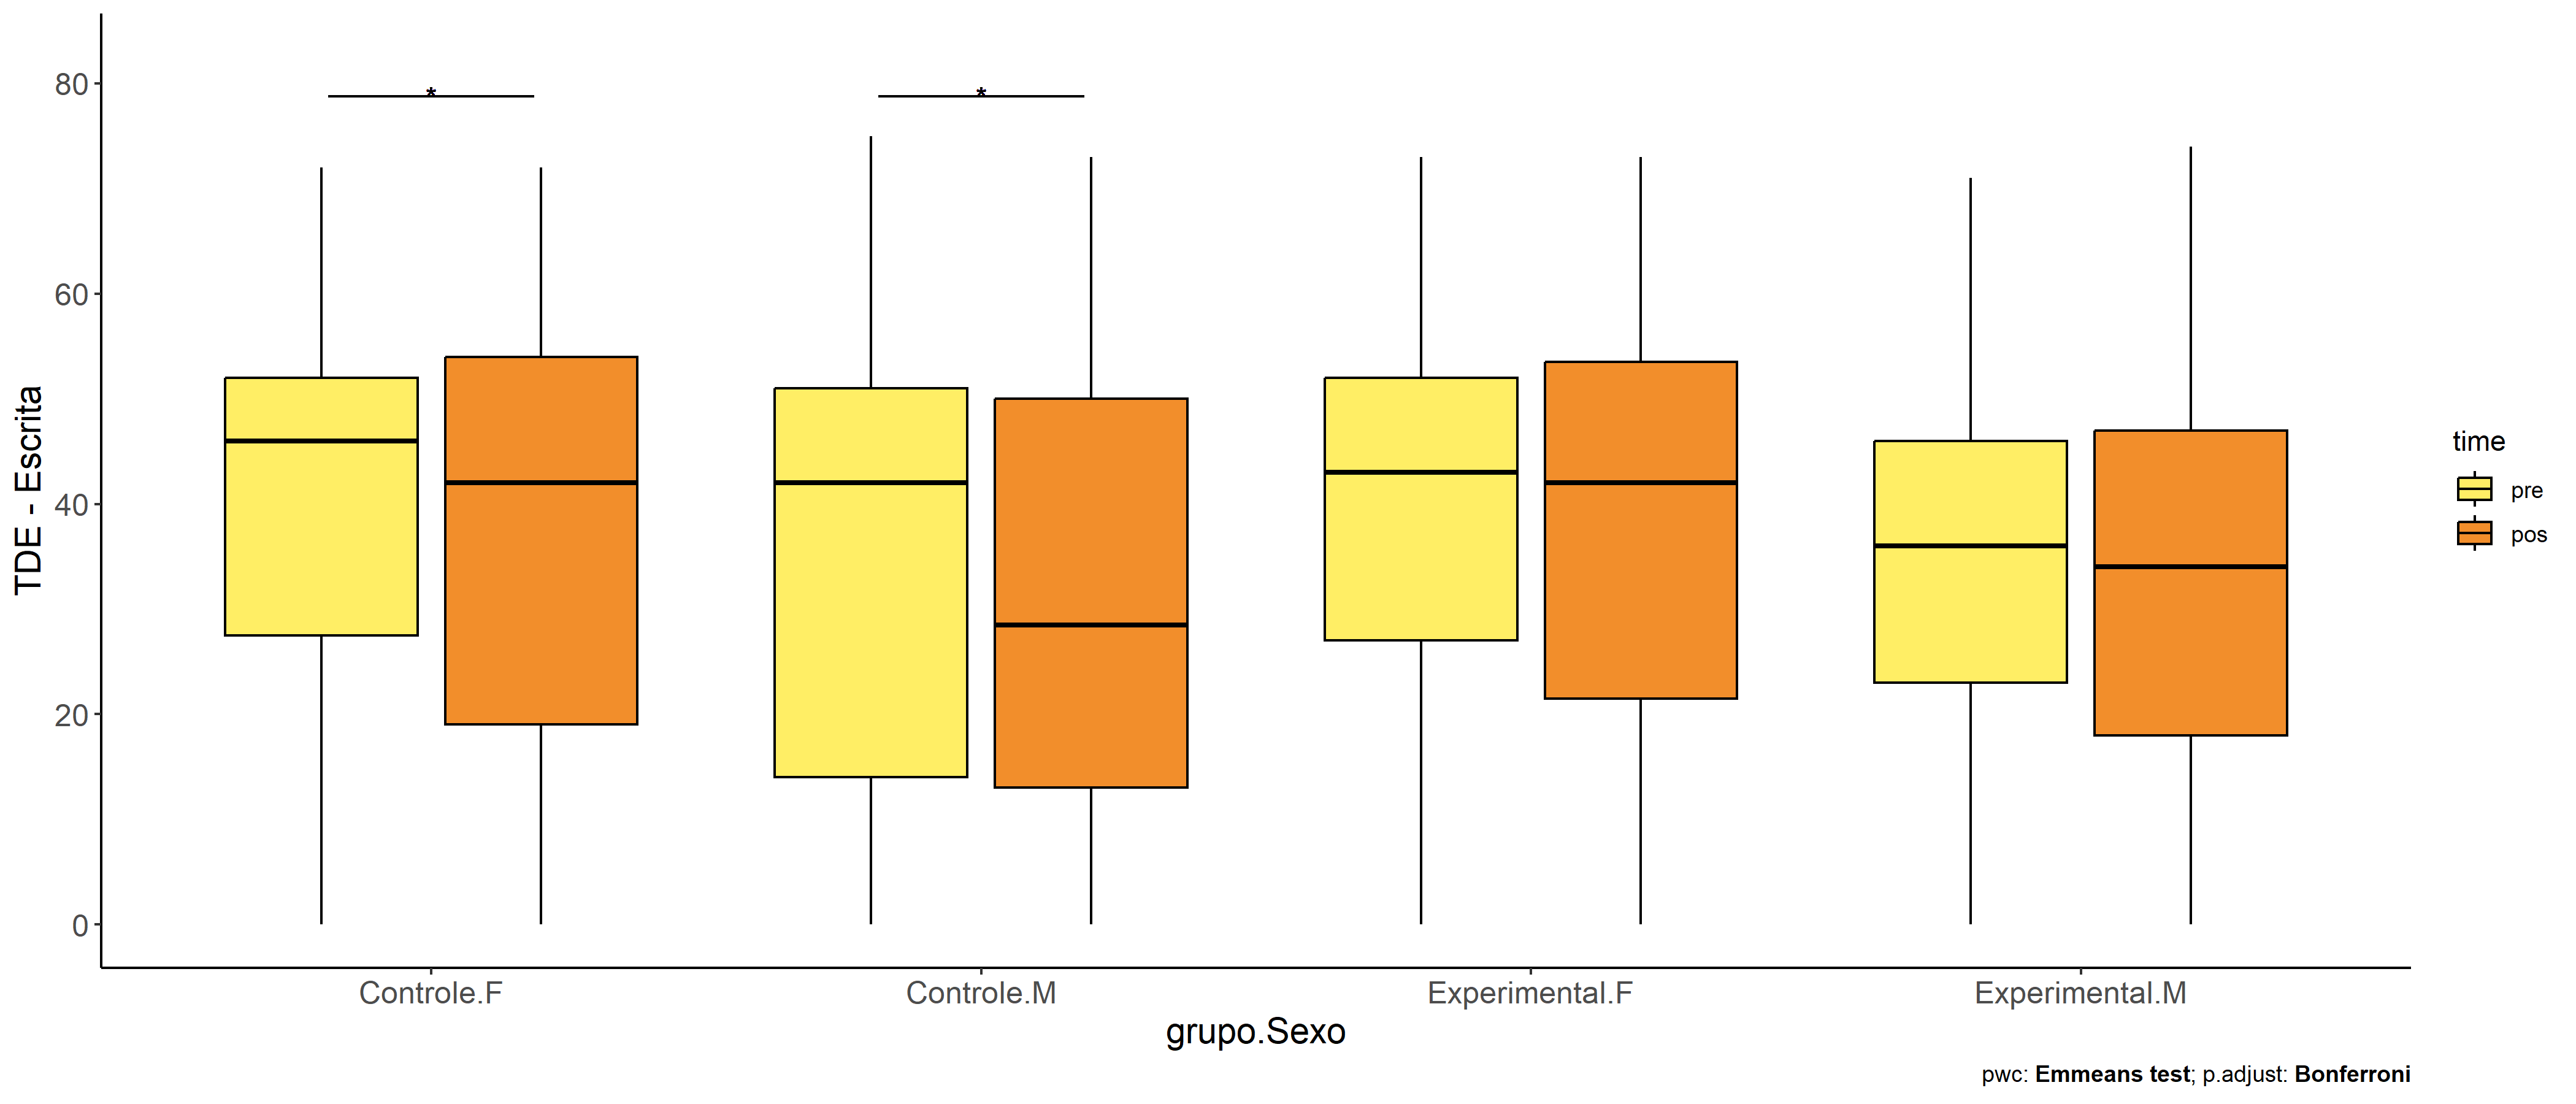 TDE - Escrita
80
60
40
20
0
*
*
Controle.F
Controle.M
Experimental.F
Experimental.M
grupo.Sexo
time
pre
pos
pwc: Emmeans test; p.adjust: Bonferroni